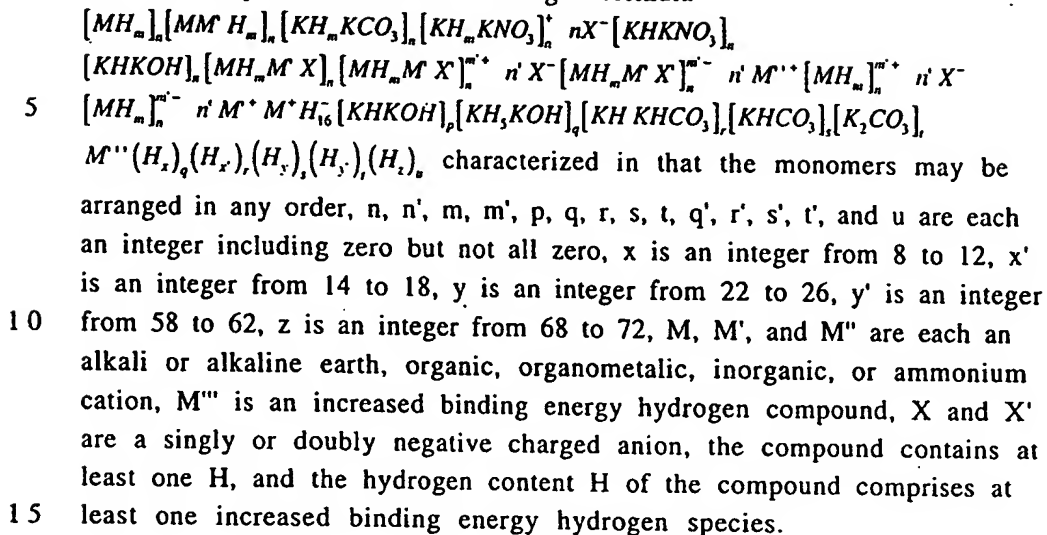 [MHₘ]ₙ[MM' Hₘ]ₙ[KHₘKCO₃]ₙ[KHₘKNO₃]ₙ⁺ nX⁻[KHKNO₃]ₙ
[KHKOH]ₙ[MHₘM' X]ₙ[MHₘM' X']ₙᵐ'⁺ n' X⁻[MHₘM' X']ₙᵐ'⁻ n' M''⁺[MHₘ]ₙᵐ'⁺ n' X⁻
5 [MHₘ]ₙᵐ'⁻ n' M⁺ M⁺H₁₆⁻[KHKOH]ₚ[KH₅KOH]_q[KH KHCO₃]ᵣ[KHCO₃]ₛ[K₂CO₃]ₜ
M'''(Hₓ)_q(Hₓ')ᵣ(H_y)ₛ(H_y')ₜ(H_z)ᵤ characterized in that the monomers may be
arranged in any order, n, n', m, m', p, q, r, s, t, q', r', s', t', and u are each
an integer including zero but not all zero, x is an integer from 8 to 12, x'
is an integer from 14 to 18, y is an integer from 22 to 26, y' is an integer
10 from 58 to 62, z is an integer from 68 to 72, M, M', and M" are each an
alkali or alkaline earth, organic, organometalic, inorganic, or ammonium
cation, M''' is an increased binding energy hydrogen compound, X and X'
are a singly or doubly negative charged anion, the compound contains at
least one H, and the hydrogen content H of the compound comprises at
15 least one increased binding energy hydrogen species.